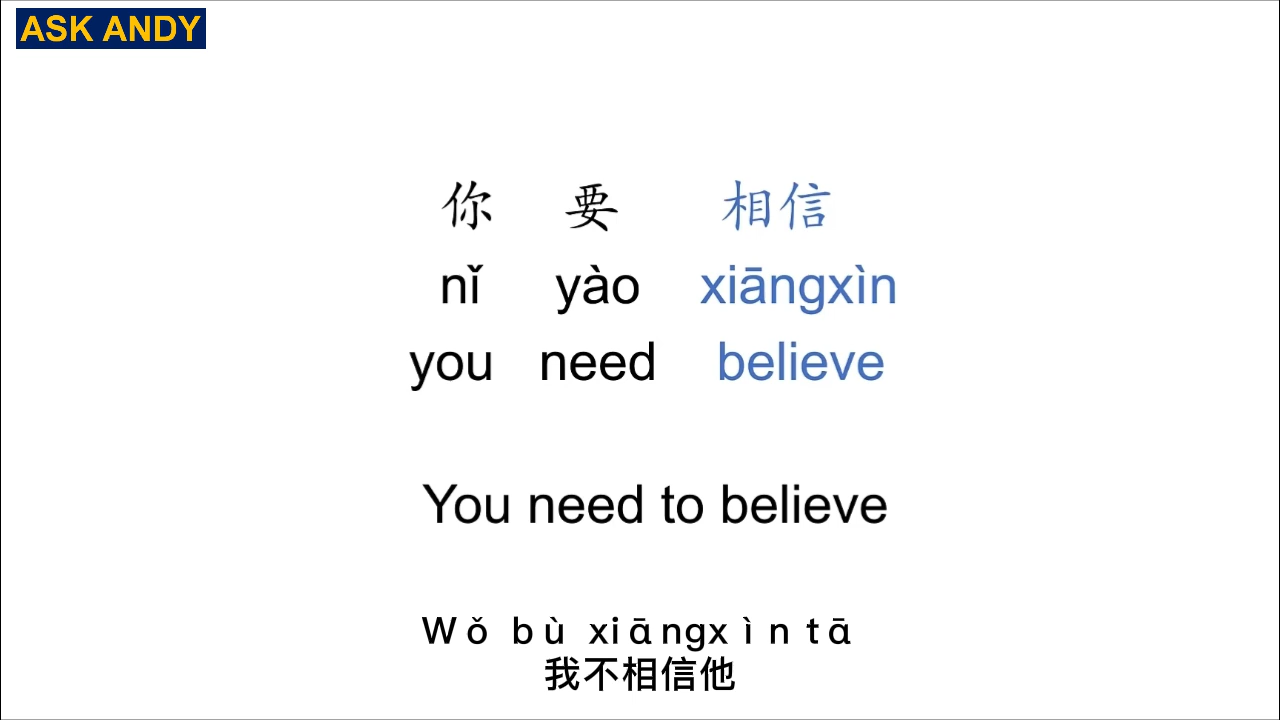 ASK ANDY
你 要 相信
nǐ yào xiāngxìn
you need believe
You need to believe
Wǒ bù xiāngxìn tā
我不相信他